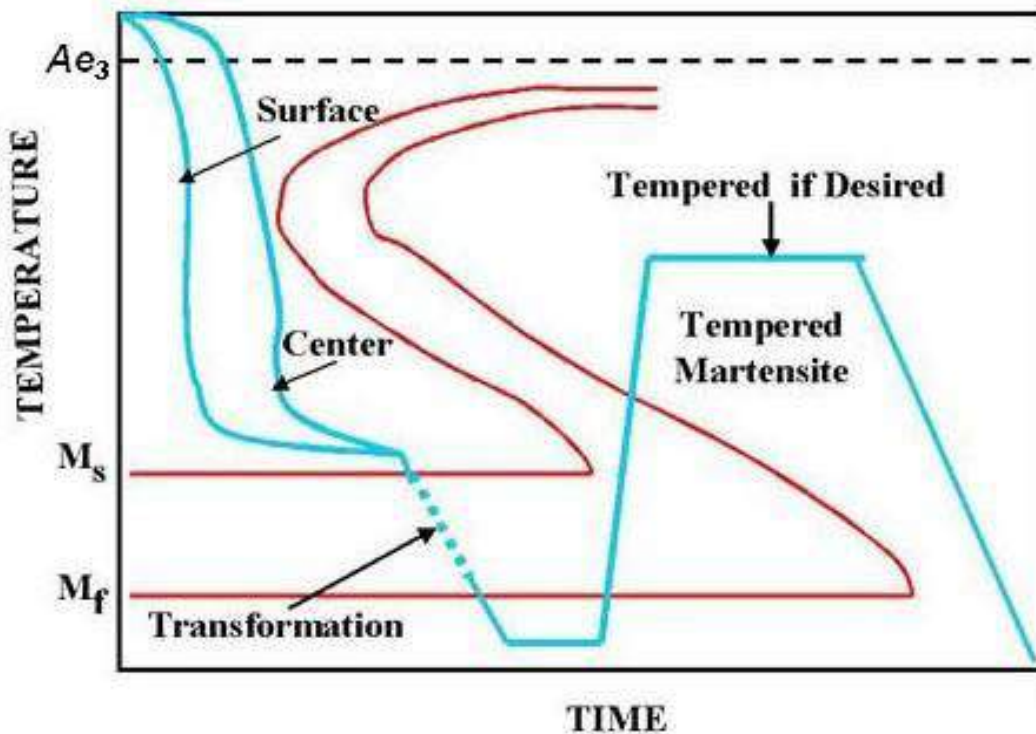 Ae3
Surface
TEMPERATURE
Tempered if Desired
Center
Tempered
Martensite
Ms
Mf
Transformation
TIME